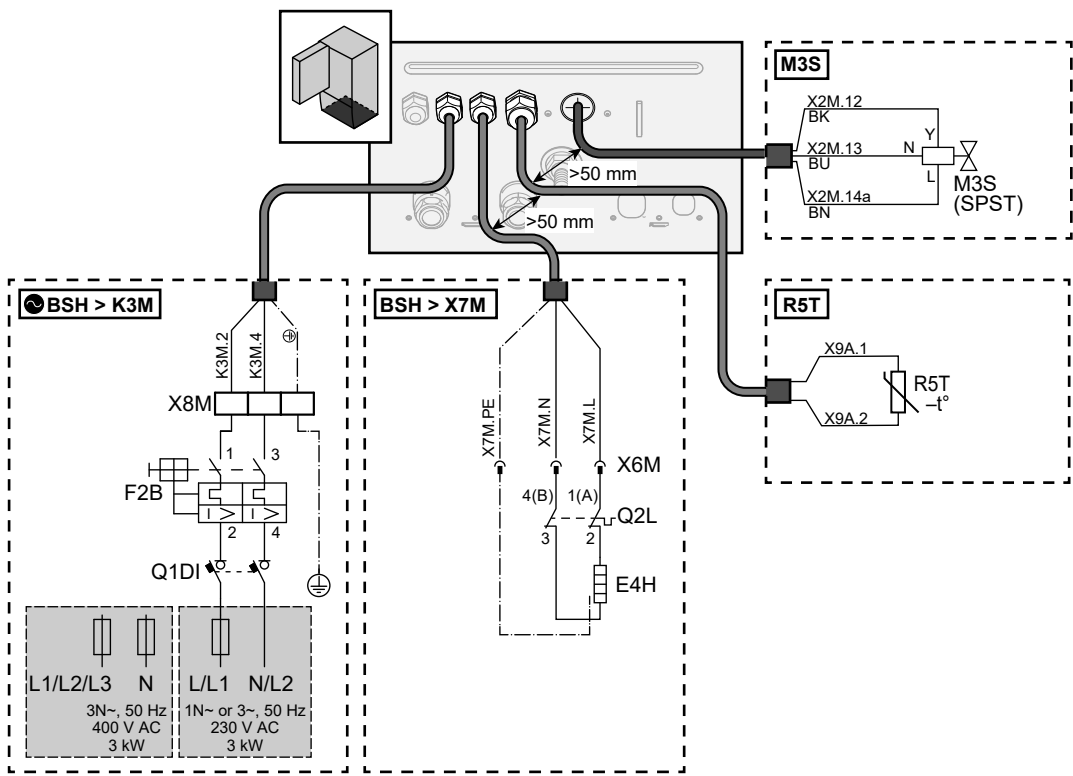 M3S
X2M.12
BK
Y
X2M.13
BU
N
L
X2M.14a
BN
M3S
(SPST)
>50 mm
>50 mm
BSH > K3M
K3M.2
K3M.4
X8M
1
3
F2B
I >
I >
2
4
Q1DI
L1/L2/L3
N
3N~, 50 Hz
400 V AC
3 kW
L/L1
N/L2
1N~ or 3~, 50 Hz
230 V AC
3 kW
BSH > X7M
X7M.PE
X7M.N
X7M.L
X6M
4(B)
1(A)
Q2L
3
2
E4H
R5T
X9A.1
R5T
–t°
X9A.2